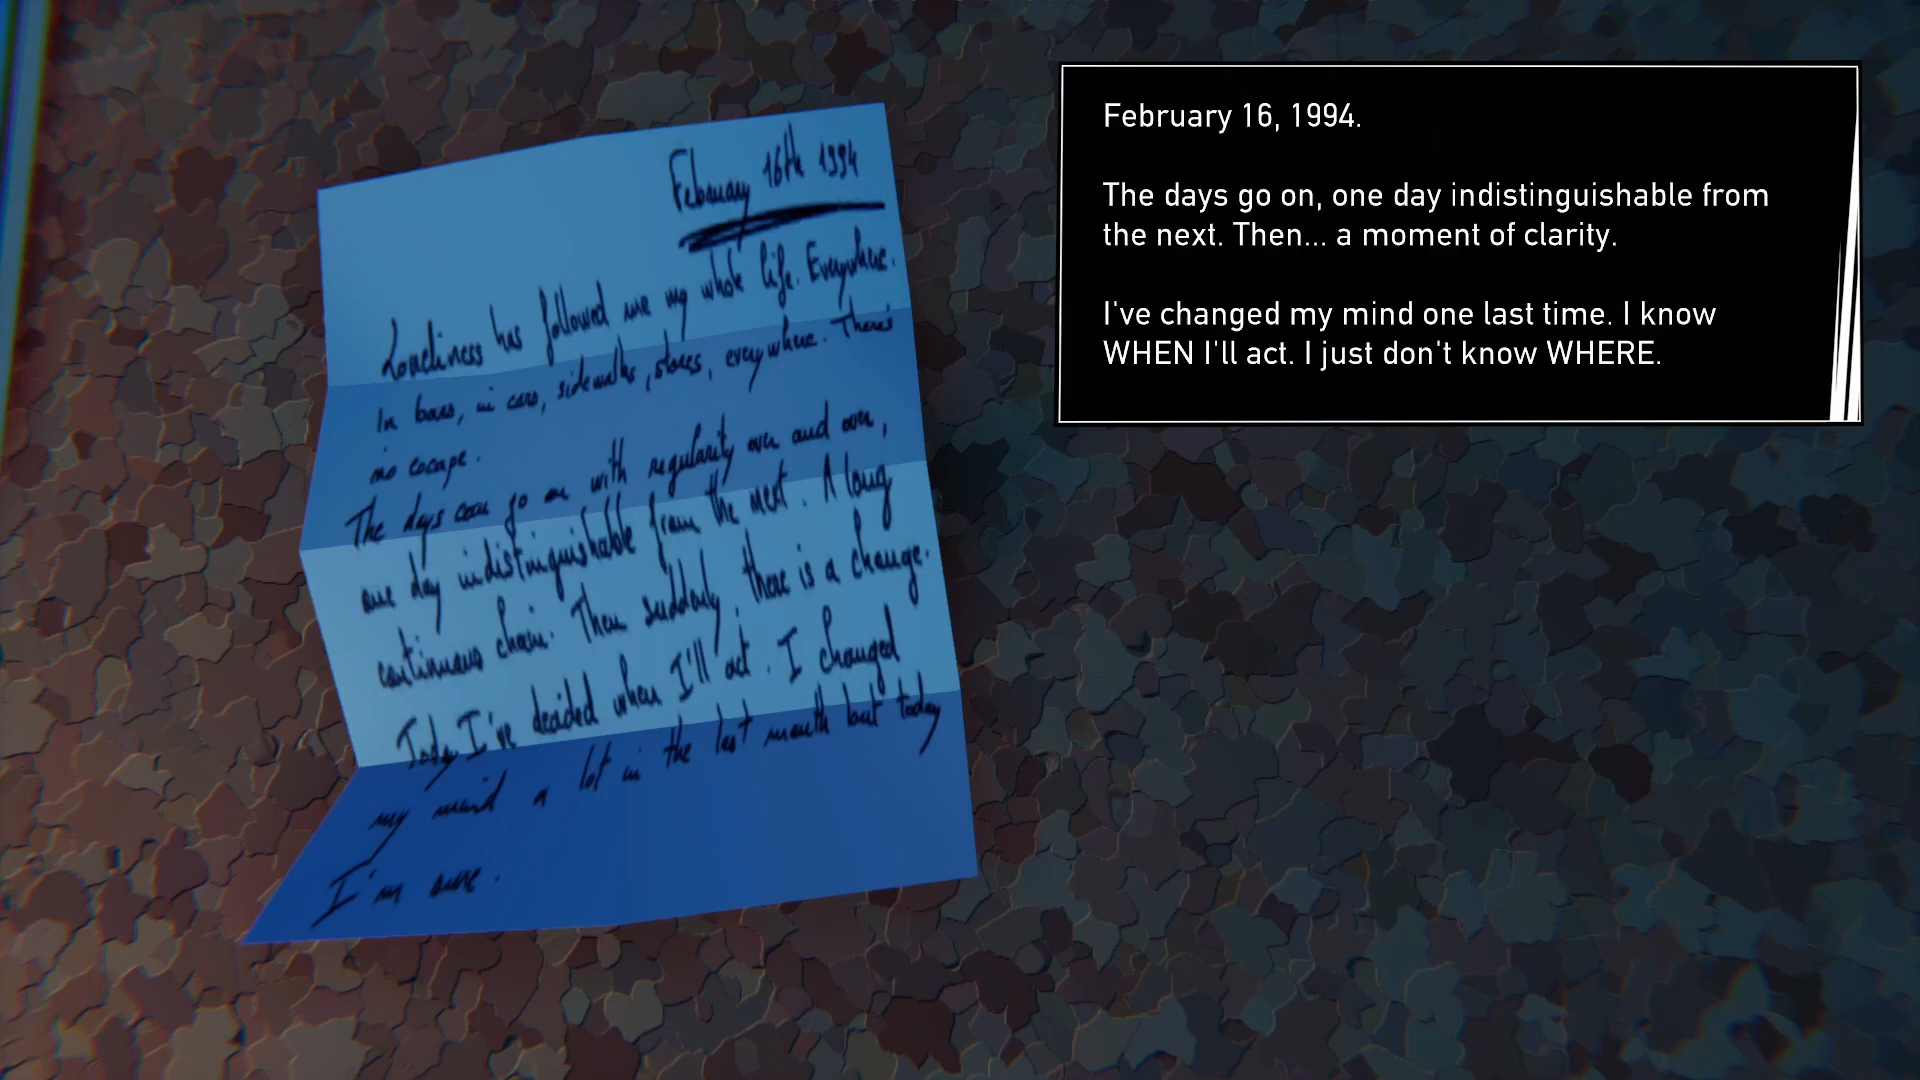 February 16th 1994
Loneliness has followed me my whole life. Everywhere.
In bars, in cars, sidewalks, stores, everywhere. There's
no escape.
The days can go on with regularity over and over,
one day indistinguishable from the next. A long
continuous chain. Then suddenly, there is a change.
Today I've decided when I'll act. I changed
my mind a lot in the last month but today
I'm sure.
February 16, 1994.
The days go on, one day indistinguishable from
the next. Then... a moment of clarity.
I've changed my mind one last time. I know
WHEN I'll act. I just don't know WHERE.